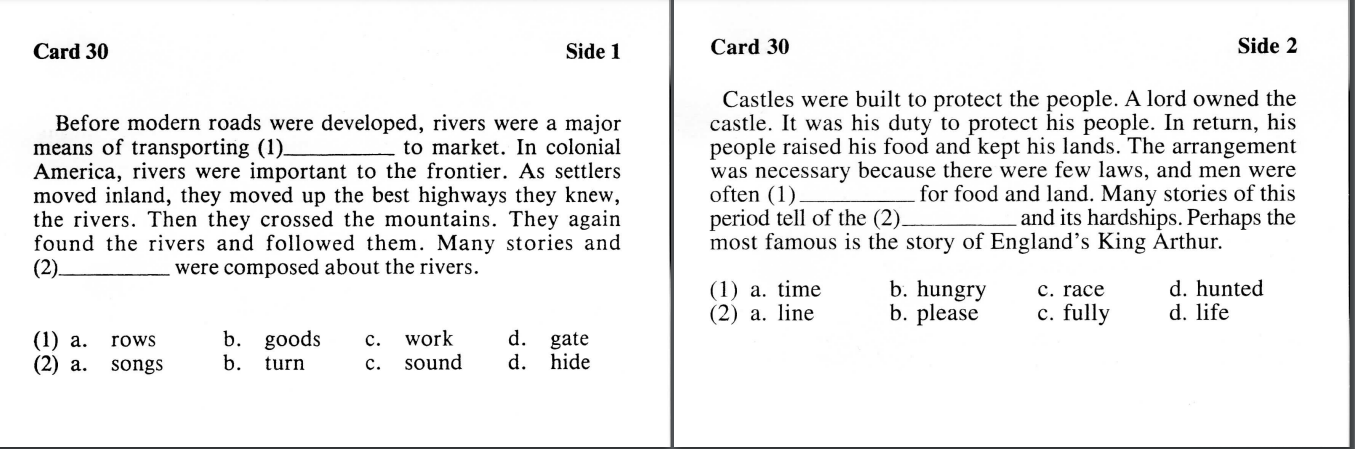 Card 30 Side 1
Before modern roads were developed, rivers were a major
means of transporting (1)__________ to market. In colonial
America, rivers were important to the frontier. As settlers
moved inland, they moved up the best highways they knew,
the rivers. Then they crossed the mountains. They again
found the rivers and followed them. Many stories and
(2)__________ were composed about the rivers.
(1) a. rows b. goods c. work d. gate
(2) a. songs b. turn c. sound d. hide
Card 30 Side 2
Castles were built to protect the people. A lord owned the
castle. It was his duty to protect his people. In return, his
people raised his food and kept his lands. The arrangement
was necessary because there were few laws, and men were
often (1)__________ for food and land. Many stories of this
period tell of the (2)__________ and its hardships. Perhaps the
most famous is the story of England's King Arthur.
(1) a. time b. hungry c. race d. hunted
(2) a. line b. please c. fully d. life